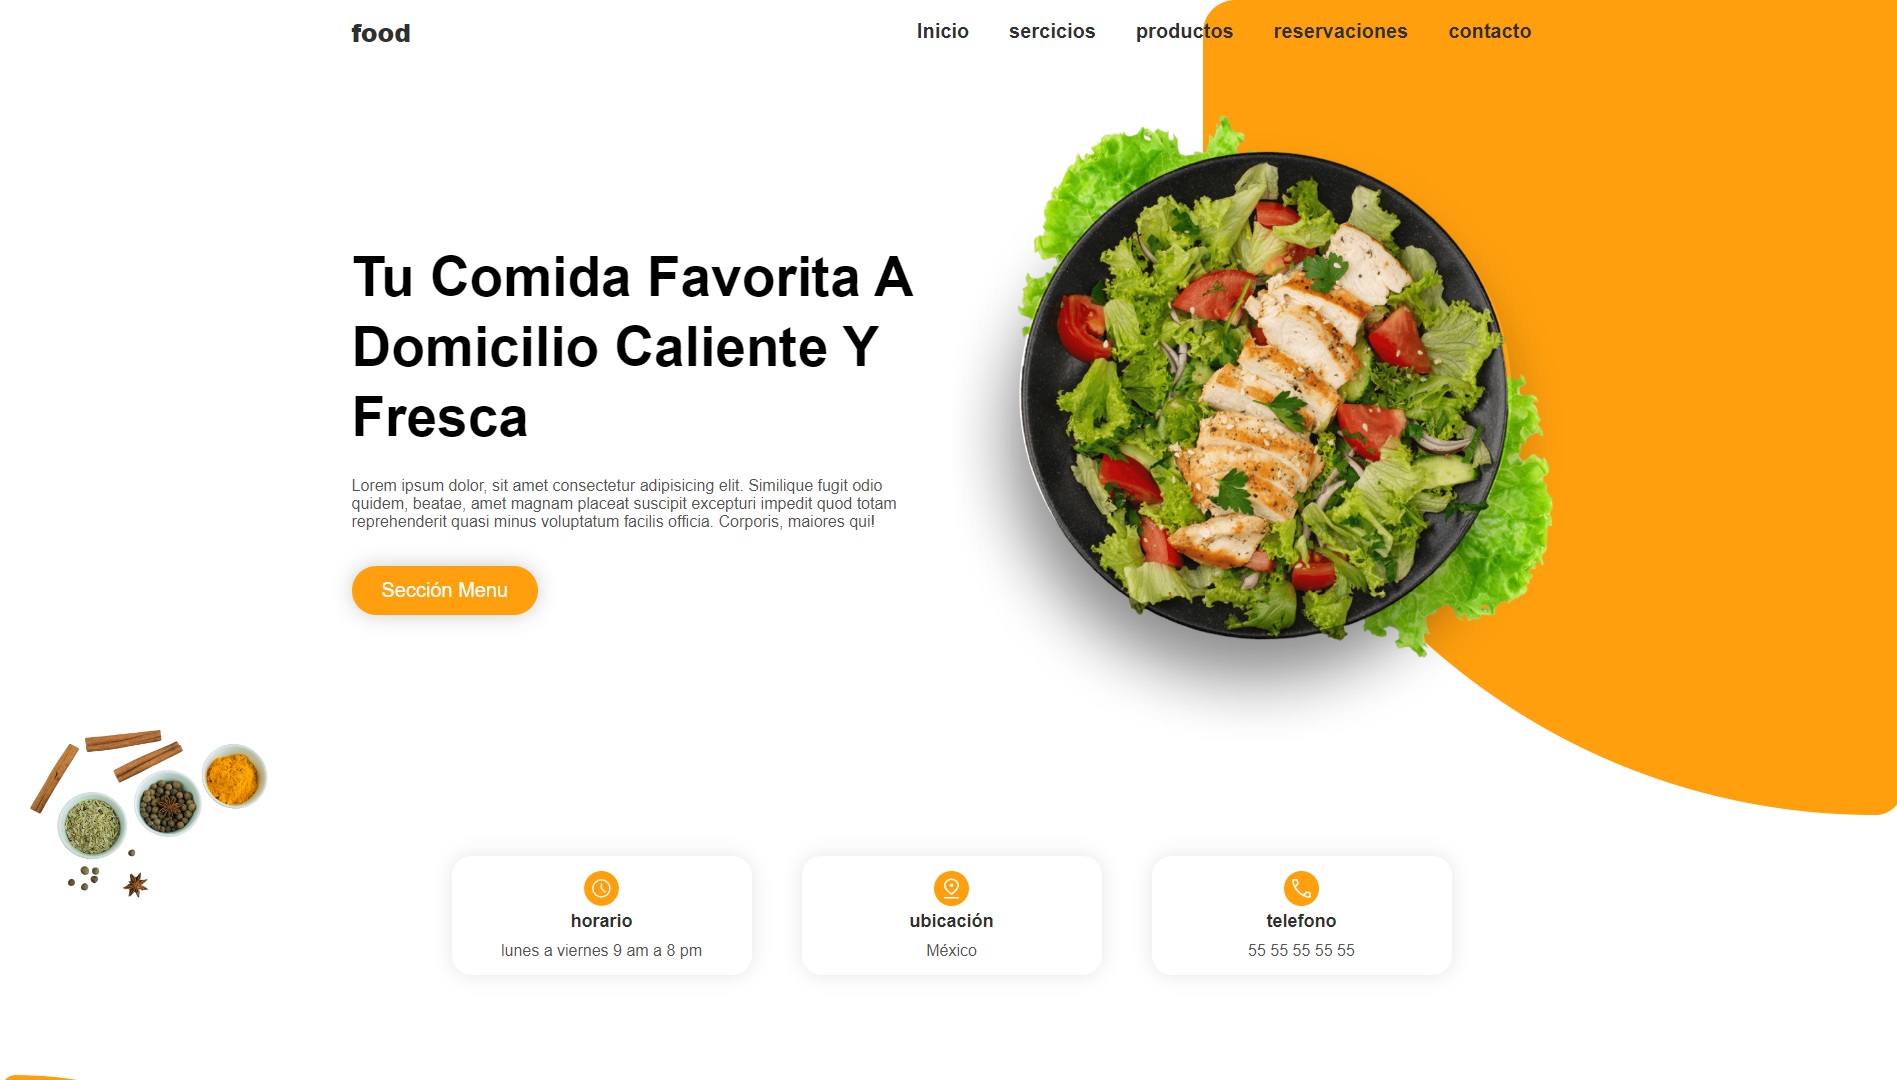 food
Inicio sercicios productos reservaciones contacto
Tu Comida Favorita A
Domicilio Caliente Y
Fresca
Lorem ipsum dolor, sit amet consectetur adipisicing elit. Similique fugit odio
quidem, beatae, amet magnam placeat suscipit excepturi impedit quod totam
reprehenderit quasi minus voluptatum facilis officia. Corporis, maiores qui!
Sección Menu
horario
lunes a viernes 9 am a 8 pm
ubicación
México
telefono
55 55 55 55 55